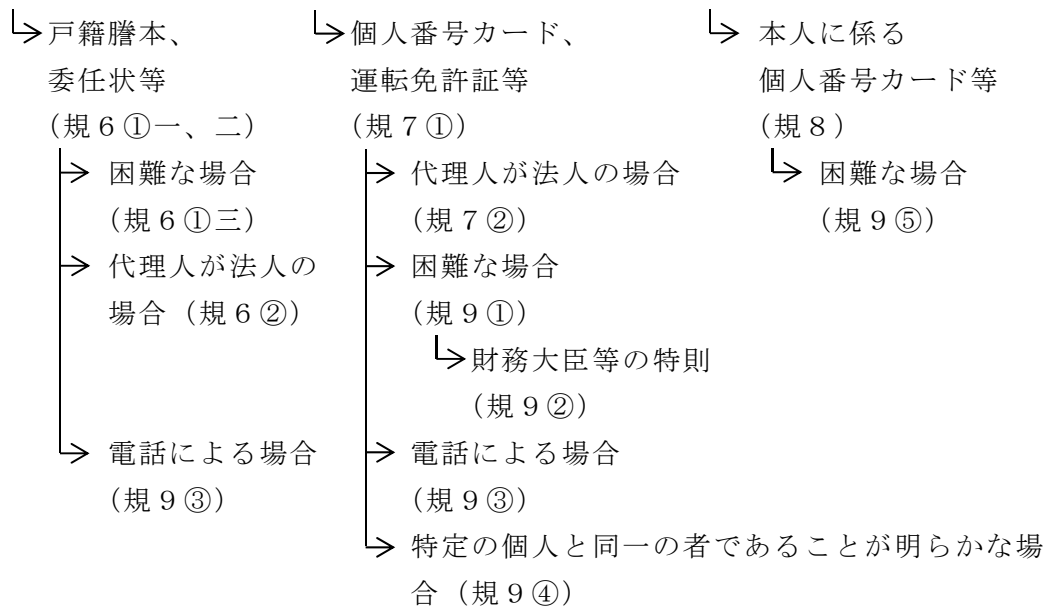 戸籍謄本、
委任状等
（規６①一、二）
困難な場合
（規６①三）
代理人が法人の
場合（規６②）
電話による場合
（規９③）
個人番号カード、
運転免許証等
（規７①）
代理人が法人の場合
（規７②）
困難な場合
（規９①）
財務大臣等の特則
（規９②）
電話による場合
（規９③）
特定の個人と同一の者であることが明らかな場
合（規９④）
本人に係る
個人番号カード等
（規８）
困難な場合
（規９⑤）